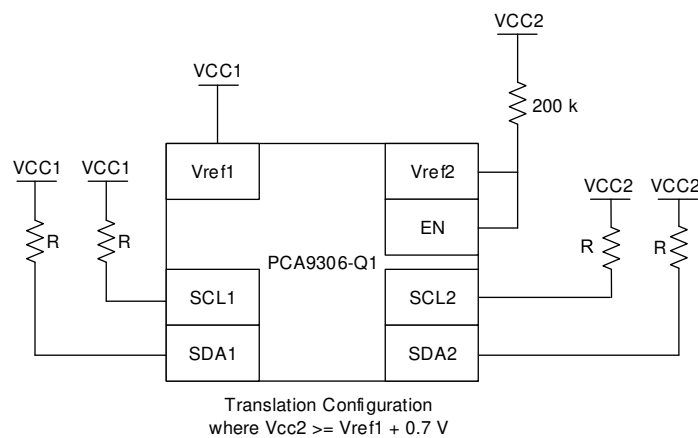 VCC2
VCC1
200 k
VCC1 VCC1
Vref1 Vref2
VCC2 VCC2
EN
R R R R
PCA9306-Q1
SCL1 SCL2
SDA1 SDA2
Translation Configuration
where Vcc2 >= Vref1 + 0.7 V